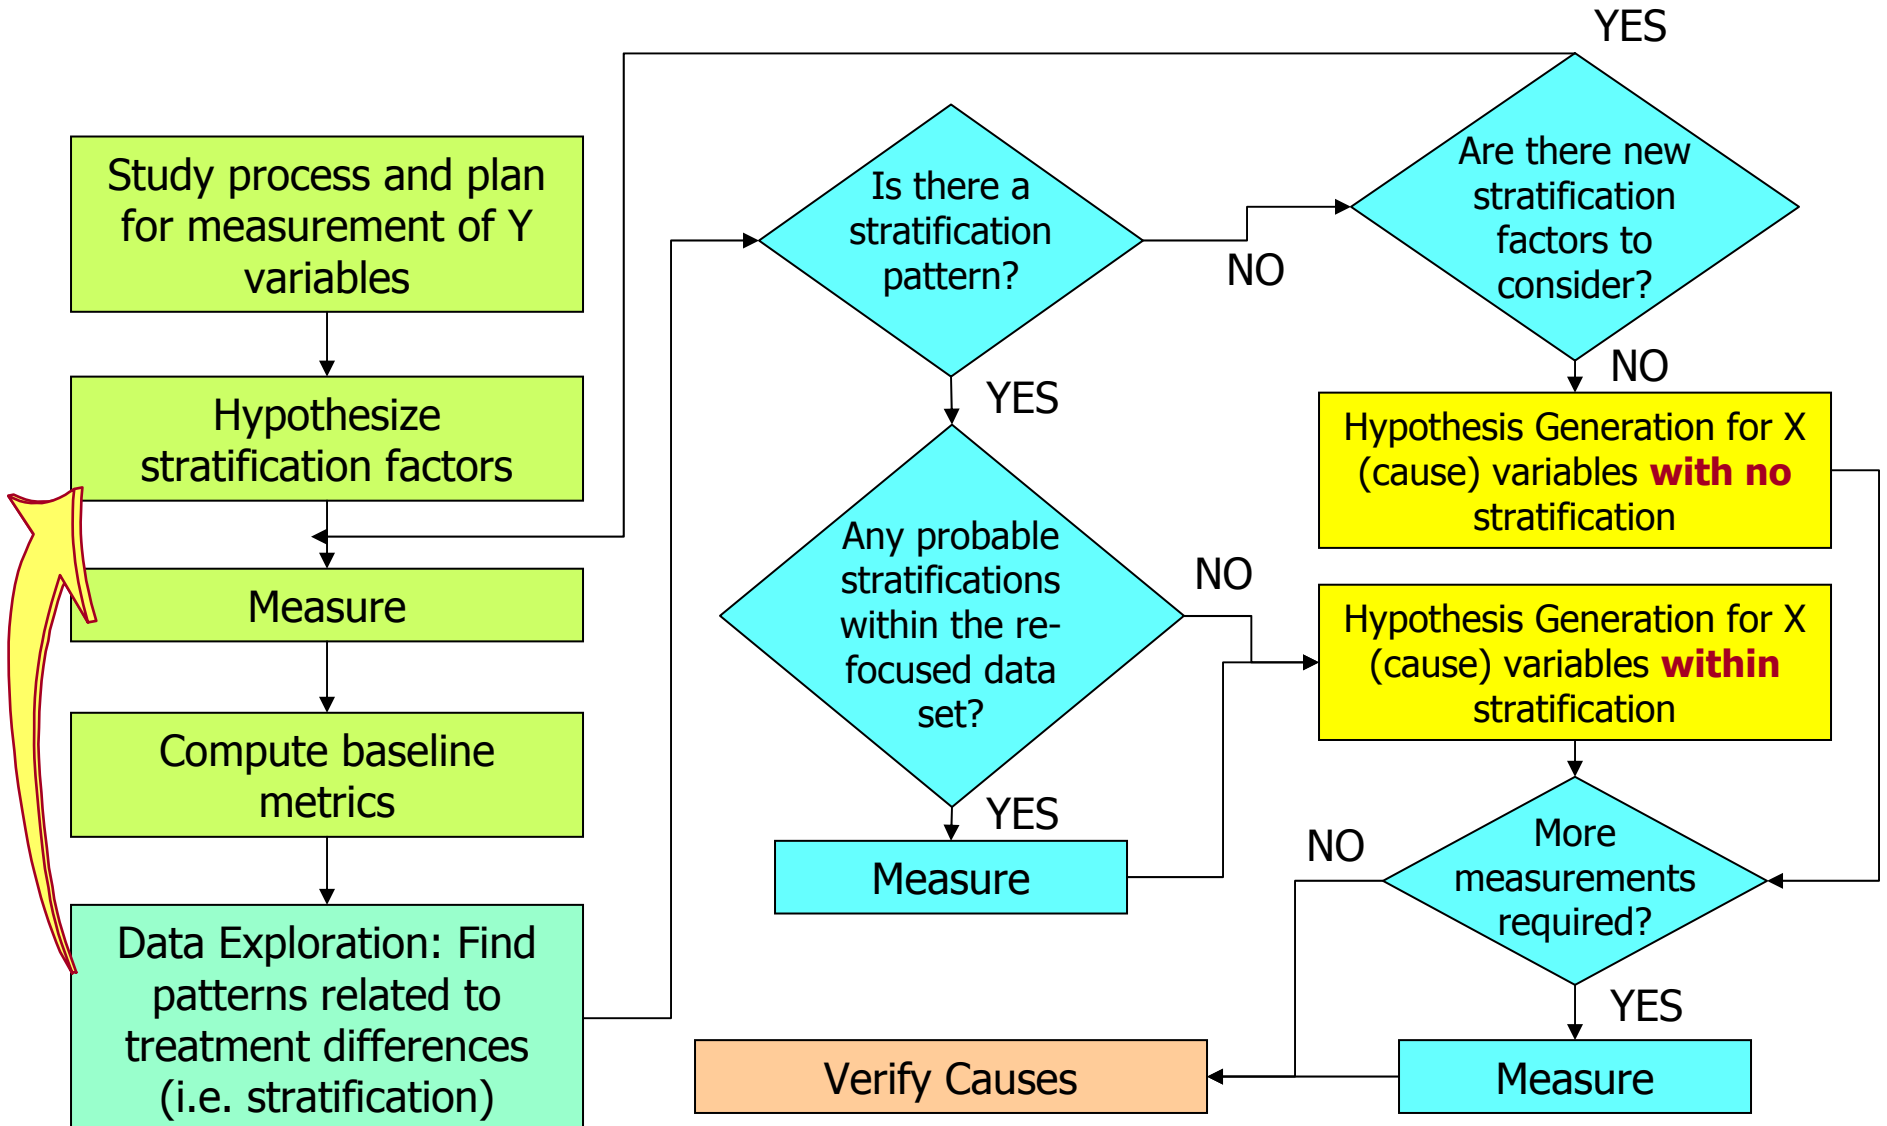 Study process and plan
for measurement of Y
variables
Hypothesize
stratification factors
Measure
Compute baseline
metrics
Data Exploration: Find
patterns related to
treatment differences
(i.e. stratification)
Is there a
stratification
pattern?
NO
YES
Any probable
stratifications
within the re-
focused data
set?
NO
YES
Measure
YES
Are there new
stratification
factors to
consider?
NO
Hypothesis Generation for X
(cause) variables with no
stratification
Hypothesis Generation for X
(cause) variables within
stratification
More
measurements
required?
NO
YES
Measure
Verify Causes